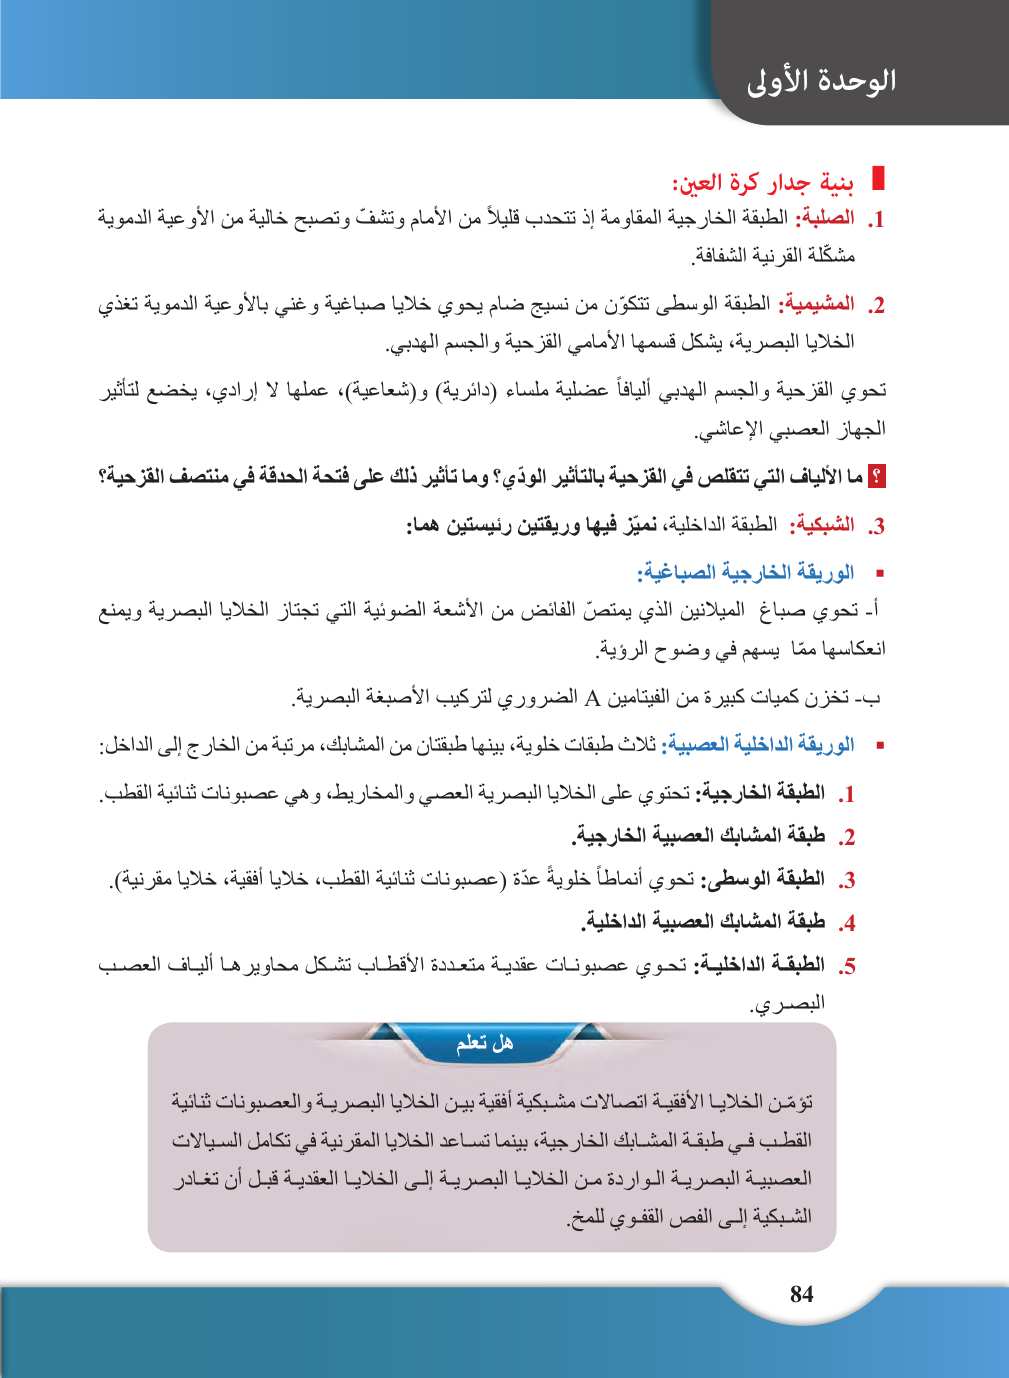 الوحدة الأولى
بنية جدار كرة العين:
1. الصلبة: الطبقة الخارجية المقاومة إذ تتحدب قليلاً من الأمام وتشفّ وتصبح خالية من الأوعية الدموية
مشكّلة القرنية الشفافة.
2. المشيمية: الطبقة الوسطى تتكوّن من نسيج ضام يحوي خلايا صباغية وغني بالأوعية الدموية تغذي
الخلايا البصرية، يشكل قسمها الأمامي القزحية والجسم الهدبي.
تحوي القزحية والجسم الهدبي أليافاً عضلية ملساء (دائرية) و(شعاعية)، عملها لا إرادي، يخضع لتأثير
الجهاز العصبي الإعاشي.
؟ ما الألياف التي تتقلص في القزحية بالتأثير الودّي؟ وما تأثير ذلك على فتحة الحدقة في منتصف القزحية؟
3. الشبكية: الطبقة الداخلية، نميّز فيها وريقتين رئيستين هما:
▪ الوريقة الخارجية الصباغية:
أ- تحوي صباغ الميلانين الذي يمتصّ الفائض من الأشعة الضوئية التي تجتاز الخلايا البصرية ويمنع
انعكاسها ممّا يسهم في وضوح الرؤية.
ب- تخزن كميات كبيرة من الفيتامين A الضروري لتركيب الأصبغة البصرية.
▪ الوريقة الداخلية العصبية: ثلاث طبقات خلوية، بينها طبقتان من المشابك، مرتبة من الخارج إلى الداخل:
1. الطبقة الخارجية: تحتوي على الخلايا البصرية العصي والمخاريط، وهي عصبونات ثنائية القطب.
2. طبقة المشابك العصبية الخارجية.
3. الطبقة الوسطى: تحوي أنماطاً خلويةً عدّة (عصبونات ثنائية القطب، خلايا أفقية، خلايا مقرنية).
4. طبقة المشابك العصبية الداخلية.
5. الطبقة الداخلية: تحوي عصبونات عقدية متعددة الأقطاب تشكل محاويرها ألياف العصب
البصري.
هل تعلم
تؤمّن الخلايا الأفقية اتصالات مشبكية أفقية بين الخلايا البصرية والعصبونات ثنائية
القطب في طبقة المشابك الخارجية، بينما تساعد الخلايا المقرنية في تكامل السيالات
العصبية البصرية الواردة من الخلايا البصرية إلى الخلايا العقدية قبل أن تغادر
الشبكية إلى الفص القفوي للمخ.
84